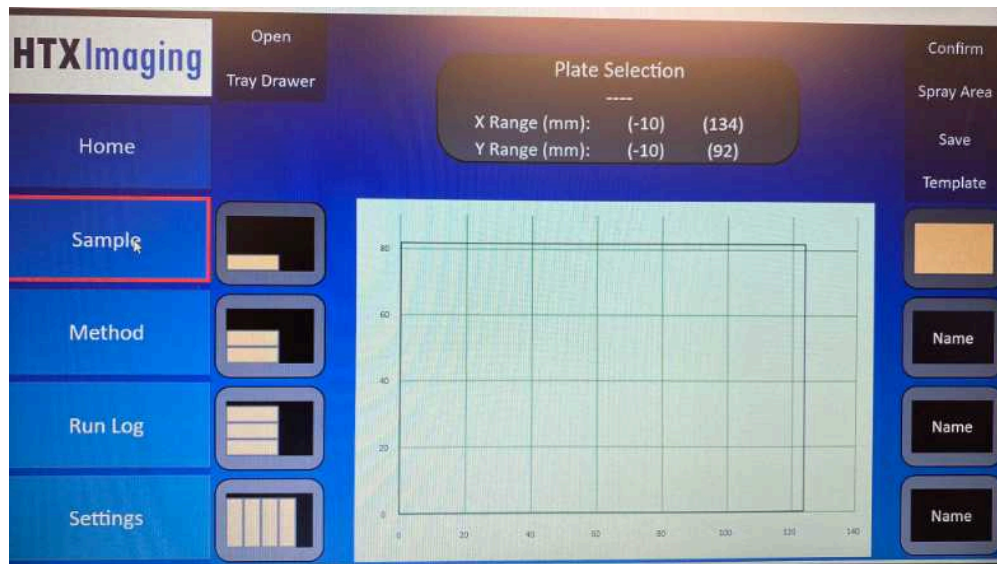 HTXImaging
Open
Tray Drawer
Home
Sample
Method
Run Log
Settings
Plate Selection
----
X Range (mm): (-10) (134)
Y Range (mm): (-10) (92)
Confirm
Spray Area
Save
Template
Name
Name
Name
80
60
40
20
0
0 20 40 60 80 100 120 140